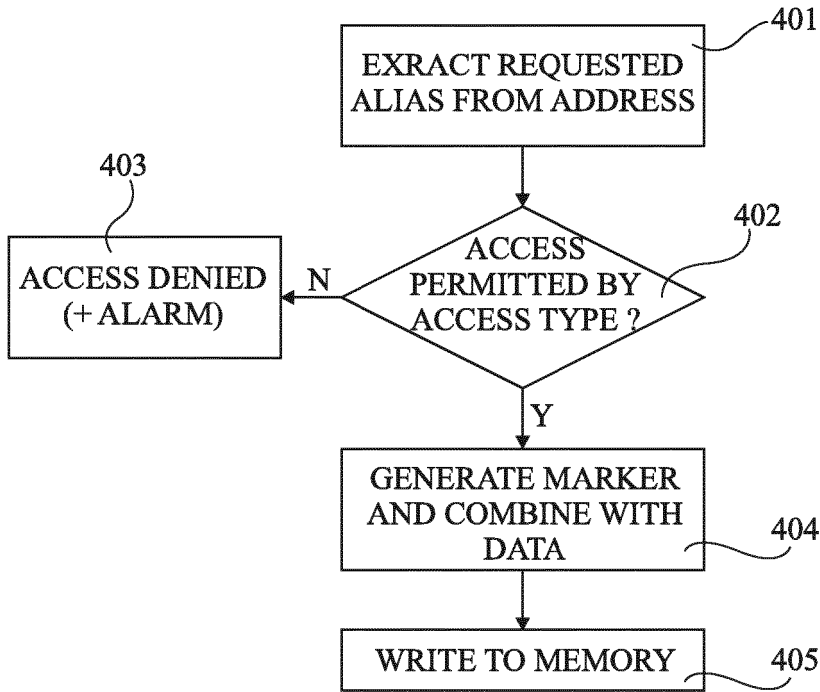 401
EXRACT REQUESTED
ALIAS FROM ADDRESS
403
402
ACCESS DENIED
(+ ALARM)
N
ACCESS
PERMITTED BY
ACCESS TYPE ?
Y
GENERATE MARKER
AND COMBINE WITH
DATA
404
WRITE TO MEMORY
405